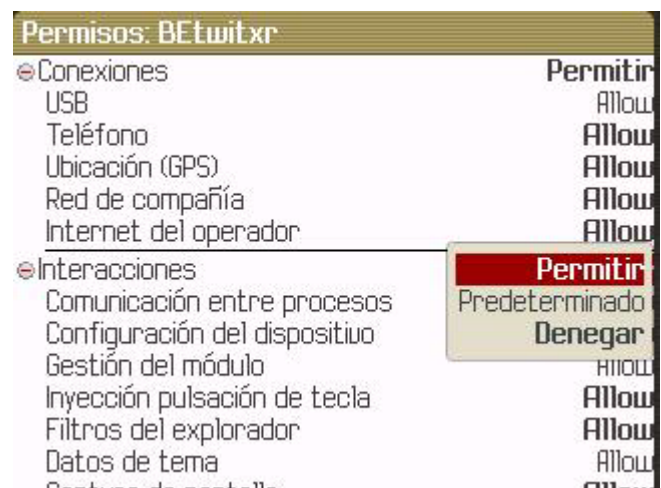 Permisos: BEtwitxr
Conexiones Permitir
USB Allow
Teléfono Allow
Ubicación (GPS) Allow
Red de compañía Allow
Internet del operador Allow
Interacciones Permitir
Comunicación entre procesos Predeterminado
Configuración del dispositivo Denegar
Gestión del módulo Allow
Inyección pulsación de tecla Allow
Filtros del explorador Allow
Datos de tema Allow